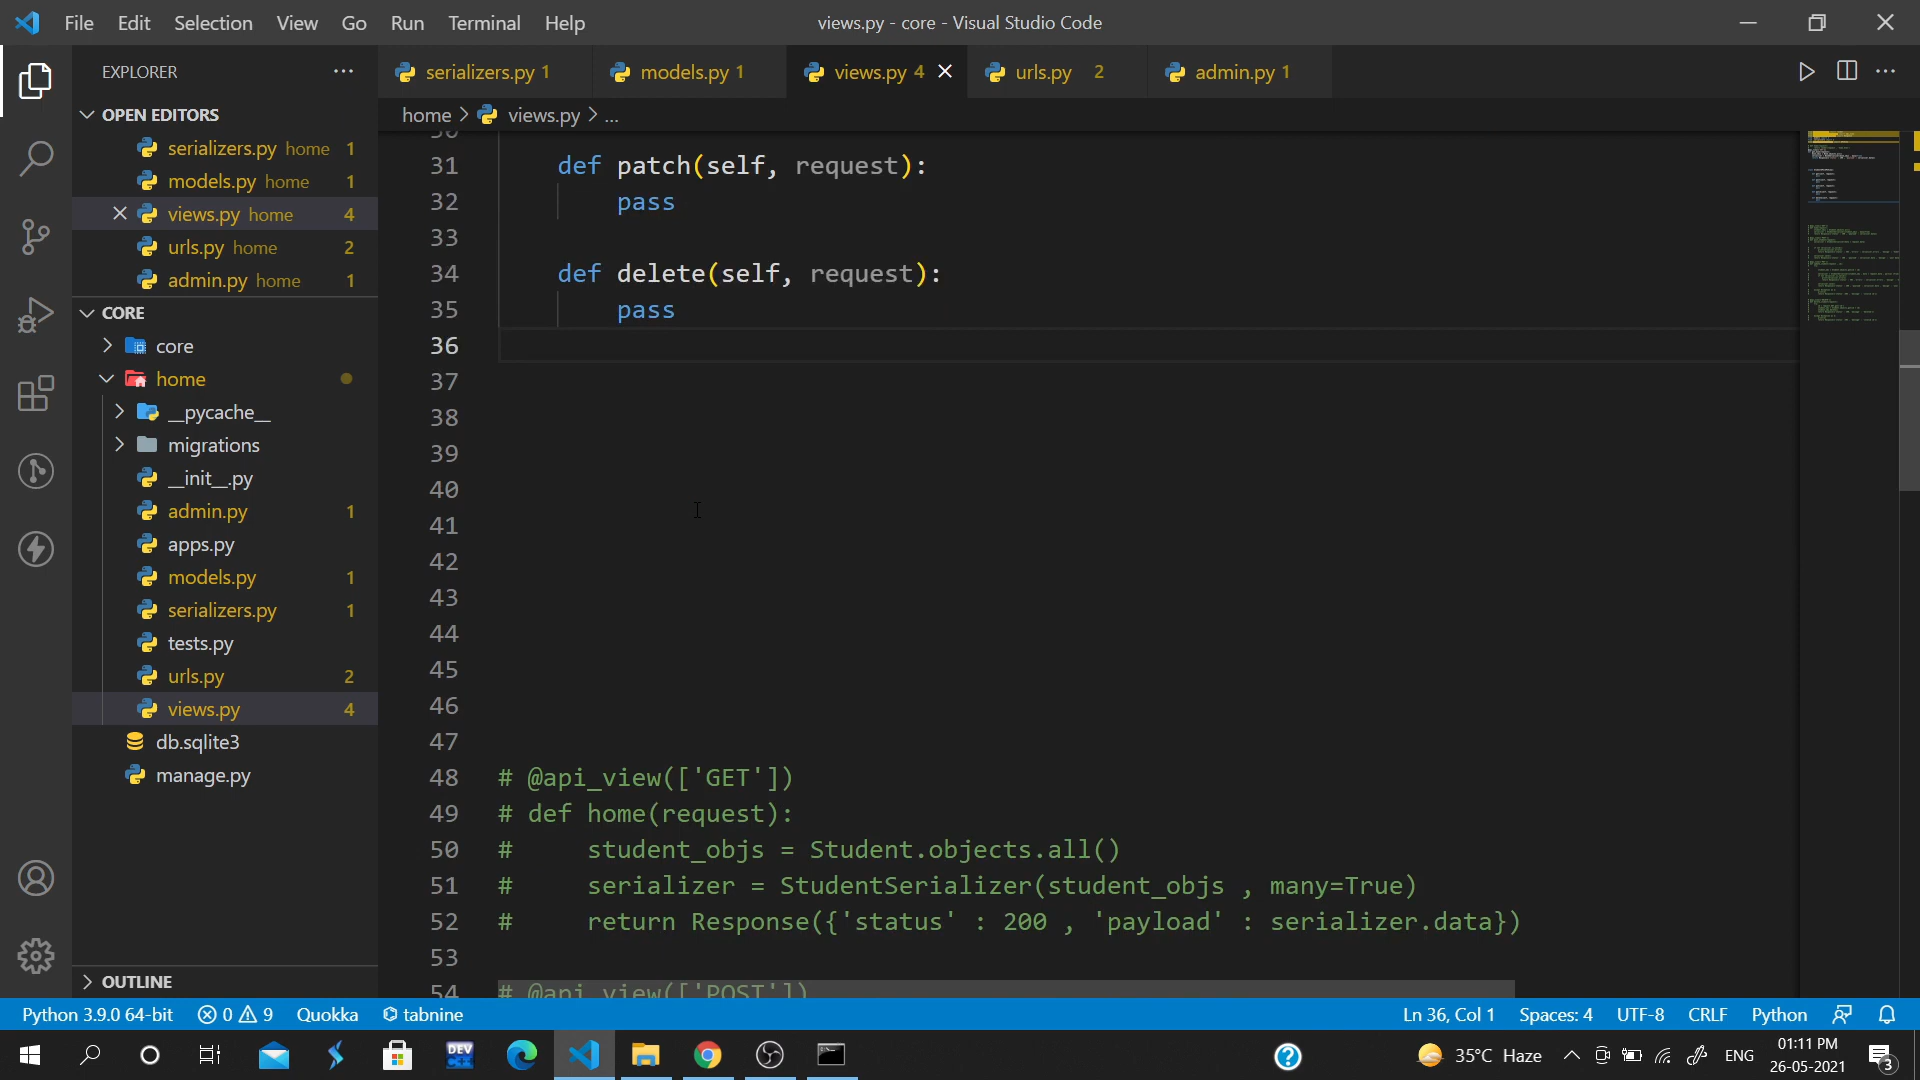 File Edit Selection View Go Run Terminal Help
views.py - core - Visual Studio Code
EXPLORER
serializers.py 1
models.py 1
views.py 4
urls.py 2
admin.py 1
home > views.py > ...
OPEN EDITORS
serializers.py home 1
models.py home 1
views.py home 4
urls.py home 2
admin.py home 1
CORE
core
home
__pycache__
migrations
__init__.py
admin.py 1
apps.py
models.py 1
serializers.py 1
tests.py
urls.py 2
views.py 4
db.sqlite3
manage.py
OUTLINE
30
31 def patch(self, request):
32 pass
33
34 def delete(self, request):
35 pass
36
37
38
39
40
41
42
43
44
45
46
47
48 # @api_view(['GET'])
49 # def home(request):
50 # student_objs = Student.objects.all()
51 # serializer = StudentSerializer(student_objs , many=True)
52 # return Response({'status' : 200 , 'payload' : serializer.data})
53
54 # @api_view(['POST'])
Python 3.9.0 64-bit 0 9 Quokka tabnine
Ln 36, Col 1 Spaces: 4 UTF-8 CRLF Python
DEV C++
35°C Haze ENG
01:11 PM
26-05-2021
3